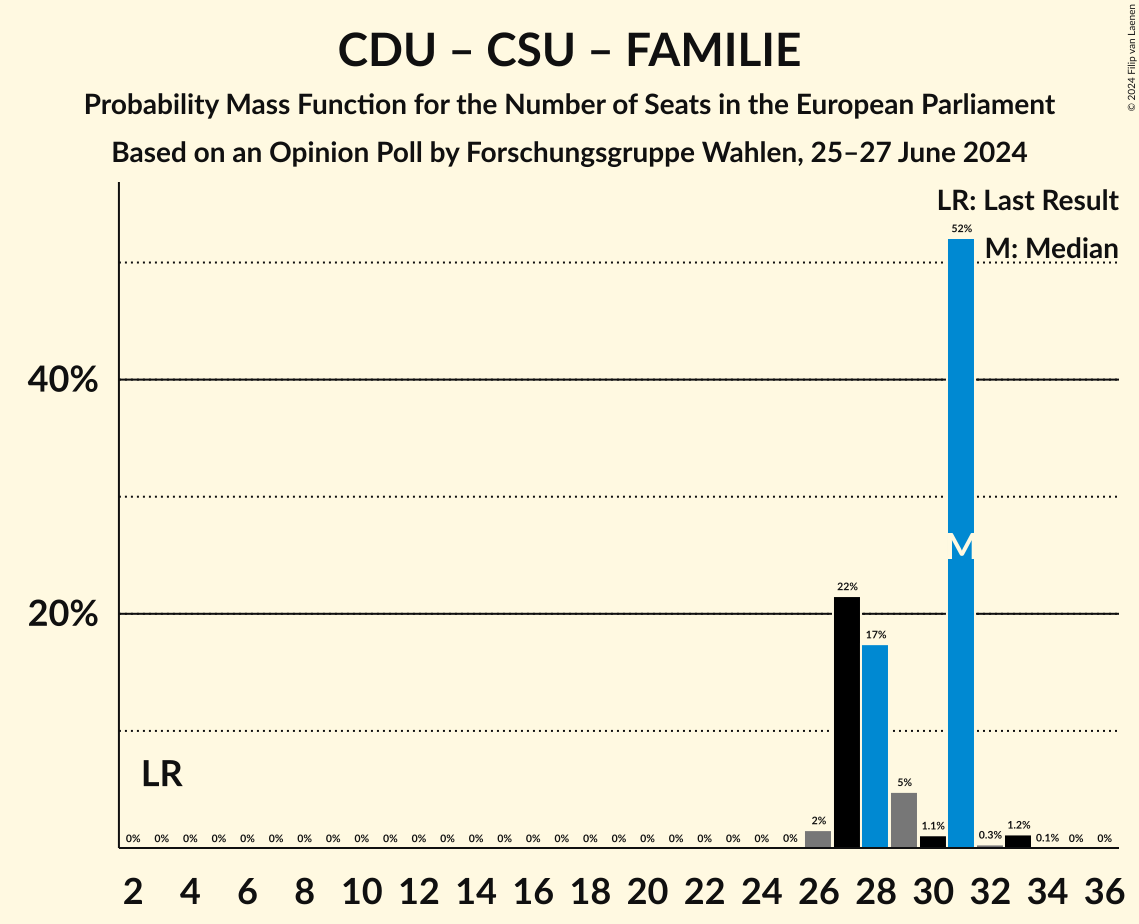 CDU – CSU – FAMILIE
Probability Mass Function for the Number of Seats in the European Parliament
Based on an Opinion Poll by Forschungsgruppe Wahlen, 25–27 June 2024
© 2024 Filip van Laenen
LR: Last Result
M: Median
52%
40%
M
22%
20%
17%
LR
5%
2%
1.1%
0.3%
1.2%
0.1%
0% 0% 0% 0% 0% 0% 0% 0% 0% 0% 0% 0% 0% 0% 0% 0% 0% 0% 0% 0% 0% 0% 0% 0% 0% 0%
2 4 6 8 10 12 14 16 18 20 22 24 26 28 30 32 34 36